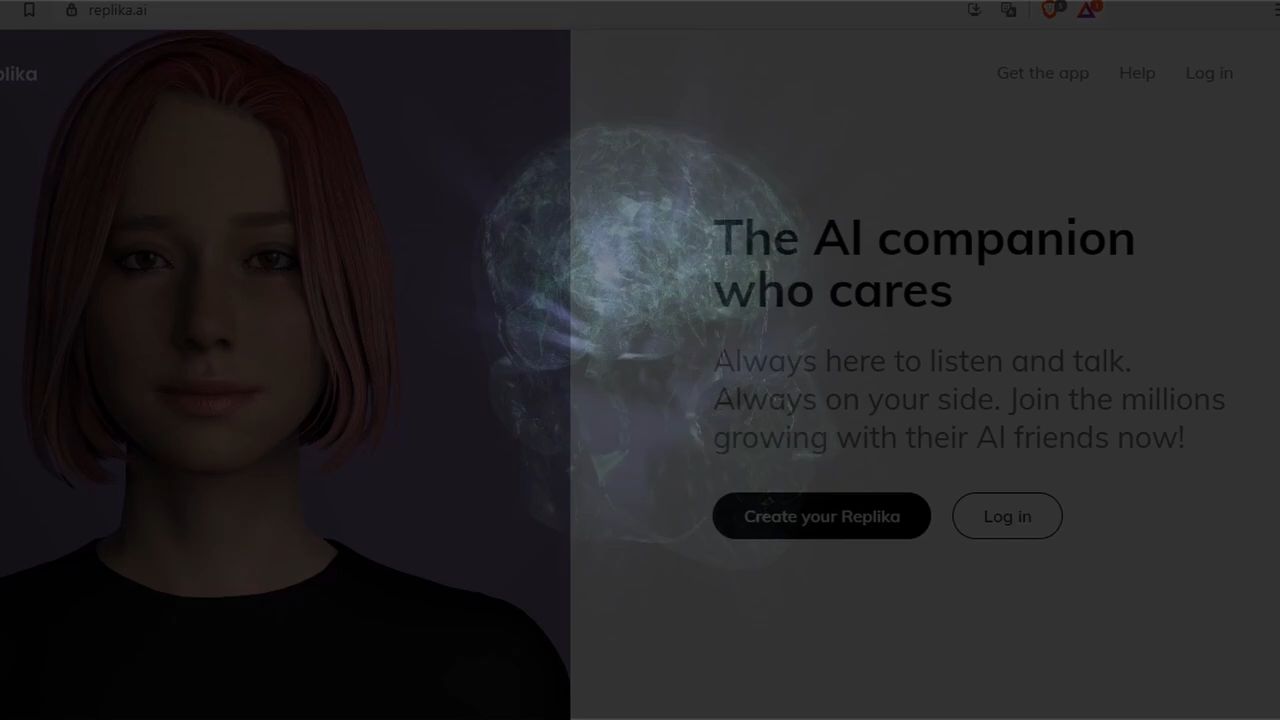 replika.ai
plika
Get the app Help Log in
The AI companion
who cares
Always here to listen and talk.
Always on your side. Join the millions
growing with their AI friends now!
Create your Replika Log in